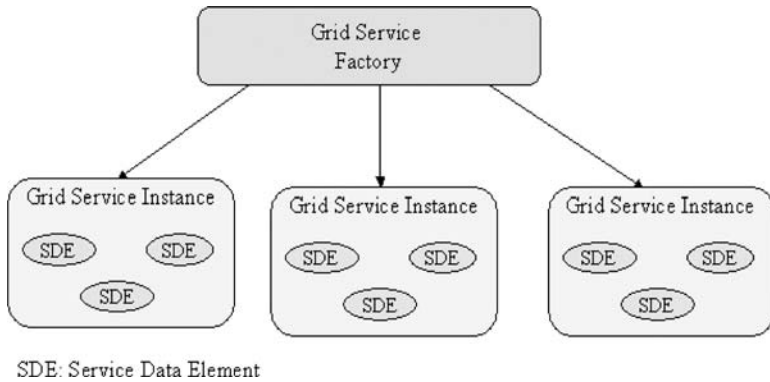 Grid Service
Factory
Grid Service Instance
SDE
SDE
SDE
Grid Service Instance
SDE
SDE
SDE
Grid Service Instance
SDE
SDE
SDE
SDE: Service Data Element